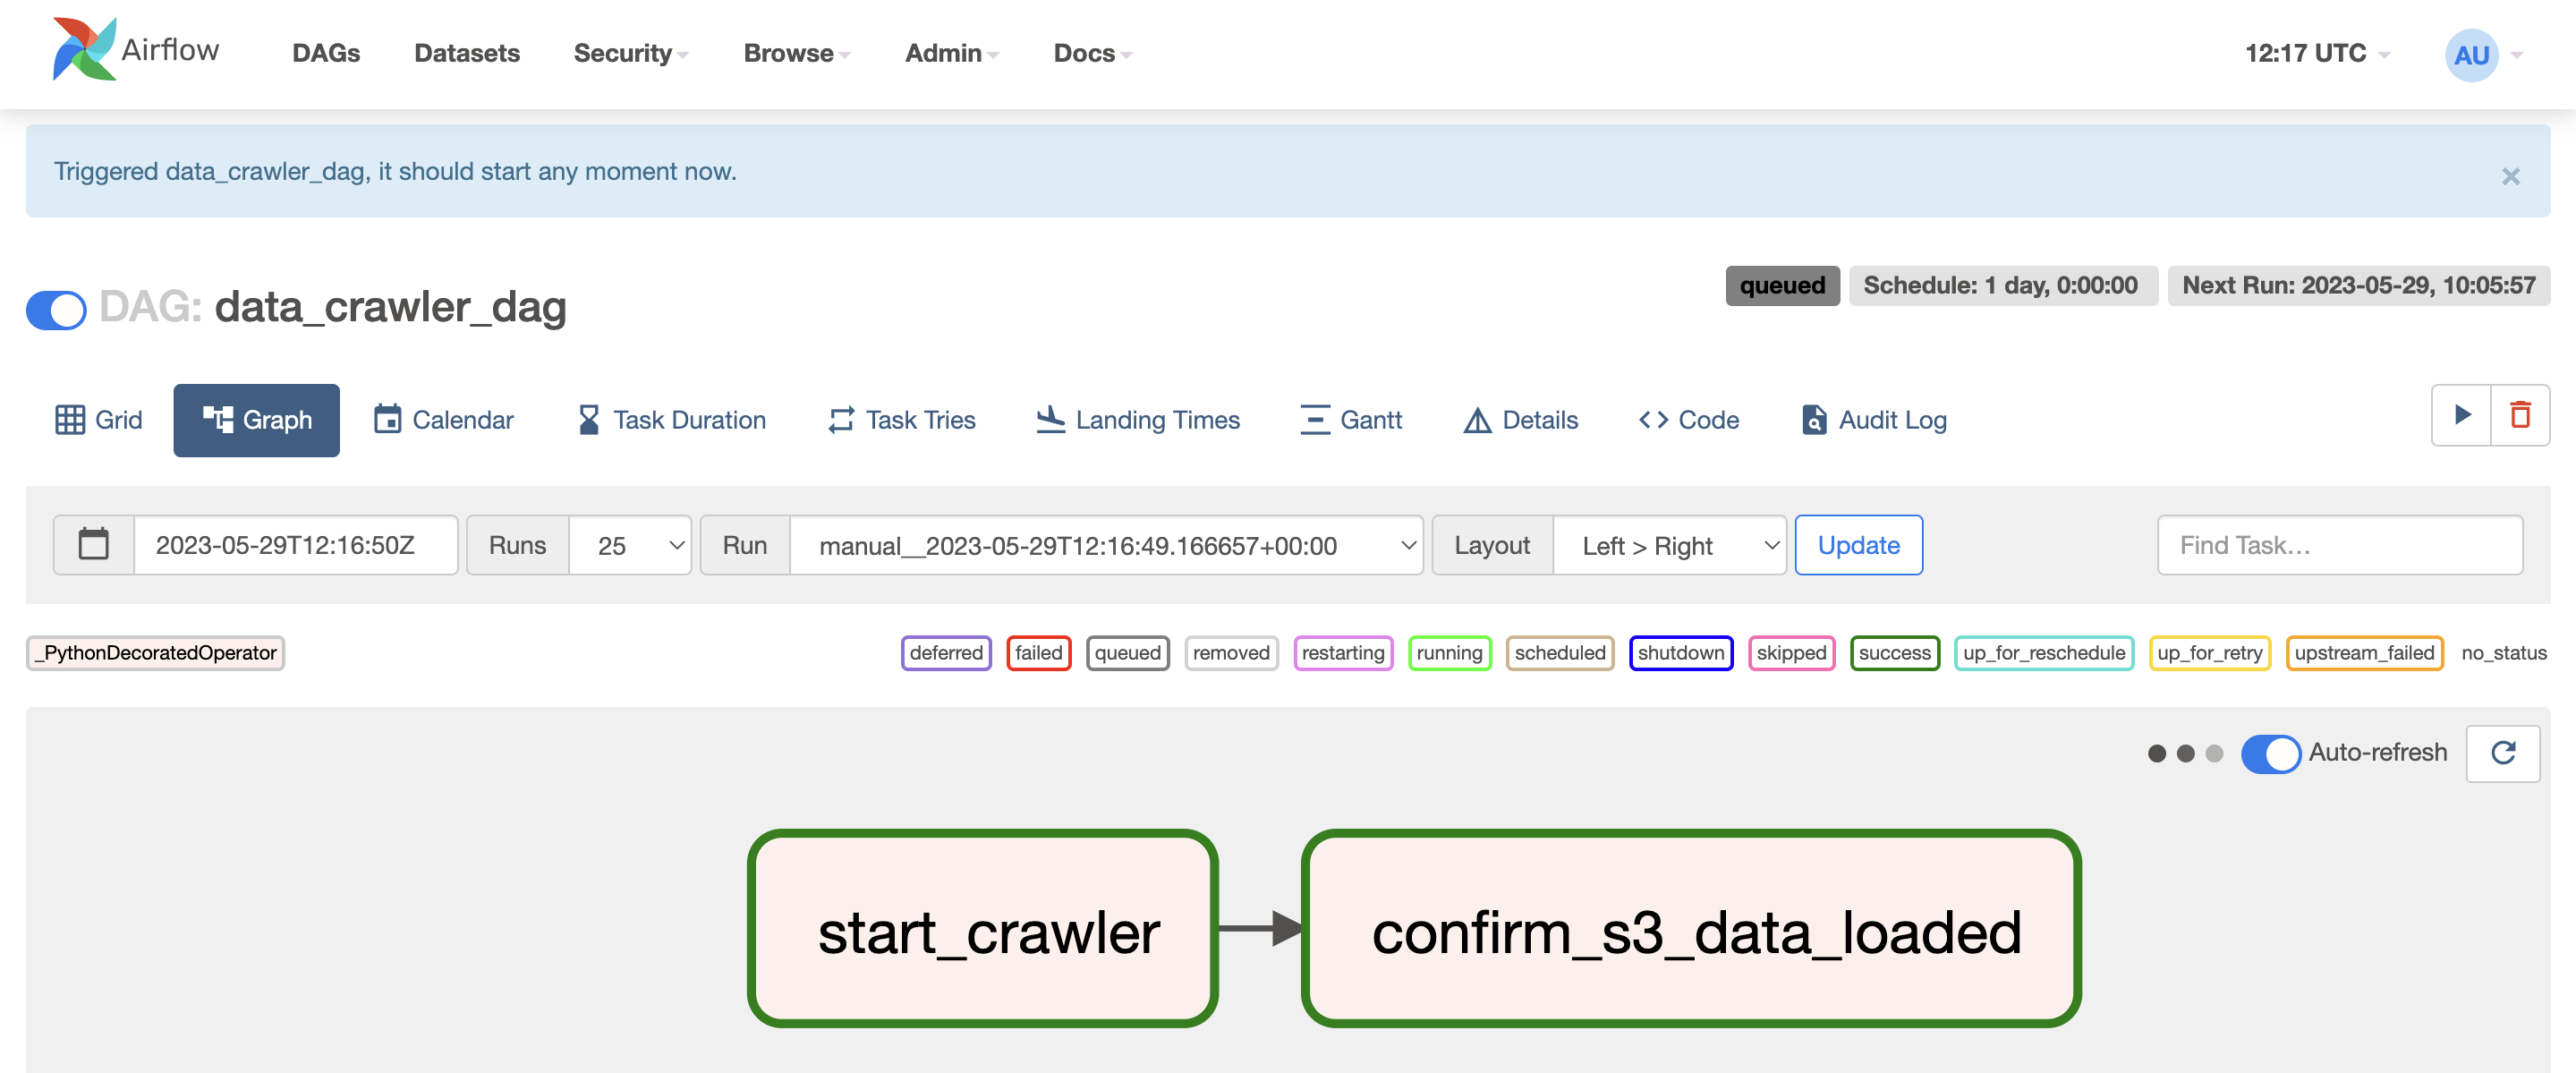 Airflow DAGs Datasets Security Browse Admin Docs 12:17 UTC AU
Triggered data_crawler_dag, it should start any moment now. ×
queued Schedule: 1 day, 0:00:00 Next Run: 2023-05-29, 10:05:57
DAG: data_crawler_dag
Grid Graph Calendar Task Duration Task Tries Landing Times Gantt Details Code Audit Log
2023-05-29T12:16:50Z Runs 25 Run manual__2023-05-29T12:16:49.166657+00:00 Layout Left > Right Update Find Task...
_PythonDecoratedOperator deferred failed queued removed restarting running scheduled shutdown skipped success up_for_reschedule up_for_retry upstream_failed no_status
Auto-refresh
start_crawler confirm_s3_data_loaded